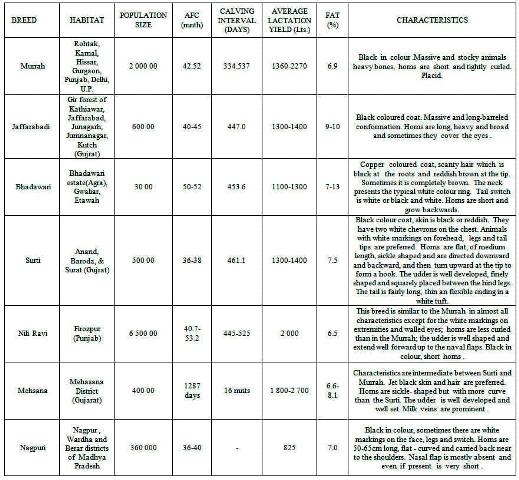 BREED HABITAT POPULATION SIZE AFC (mnth) CALVING INTERVAL (DAYS) AVERAGE LACTATION YIELD (Lts.) FAT (%) CHARACTERISTICS
Murrah
Rohtak,
Karnal,
Hissar,
Gurgaon,
Punjab, Delhi,
U.P.
2 000 00
42.52
334.537
1360-2270
6.9
Black in colour .Massive and stocky animals
heavy bones, horns are short and tightly curled.
Placid.
Jaffarabadi
Gir forest of
Kathiawar,
Jaffarabad,
Junagarh,
Jumnanagar,
Kutch
(Gujrat)
600 00
40-45
447.0
1300-1400
9-10
Black coloured coat. Massive and long-barreled
conformation. Horns are long, heavy and broad
and sometimes they cover the eyes .
Bhadawari
Bhadawari
estate(Agra),
Gwaliar,
Etawah
30 00
50-52
453.6
1100-1300
7-13
Copper coloured coat, scanty hair which is
black at the roots and reddish brown at the tip.
Sometimes it is completely brown. The neck
presents the typical white colour ring. Tail switch
is white or black and white. Horns are short and
grow backwards.
Surti
Anand,
Baroda, &
Surat (Gujrat)
500 00
36-38
461.1
1300-1400
7.5
Black colour coat, skin is black or reddish. They
have two white chevrons on the chest. Animals
with white markings on forehead, legs and tail
tips are preferred. Horns are flat, of medium
length, sickle shaped and are directed downward
and backward, and then turn upward at the tip to
form a hook. The udder is well developed, finely
shaped and squarely placed between the hind legs.
The tail is fairly long, thin an flexible ending in a
white tuft.
Nili Ravi
Firozpur
(Punjab)
6 500 00
40.7-
53.2
445-525
2 000
6.5
This breed is similar to the Murrah in almost all
characteristics except for the white markings on
extremities and walled eyes; horns are less curled
than in the Murrah; the udder is well shaped and
extend well forward up to the naval flaps. Black in
colour, short horns .
Mehsana
Mehasana
District
(Gujarat)
400 00
1287
days
16 mnts
1 800-2 700
6.6-
8.1
Characteristics are intermediate between Surti and
Murrah. Jet black skin and hair are preferred.
Horns are sickle- shaped but with more curve
than the Surti. The udder is well developed and
well set Milk veins are prominent .
Nagpuri
Nagpur ,
Wardha and
Berar districts
of Madhya
Pradesh
360 000
36-40
-
825
7.0
Black in colour, sometimes there are white
markings on the face, legs and switch. Horns are
50-65cm long, flat - curved and carried back near
to the shoulders. Nasal flap is mostly absent and
even if present is very short .